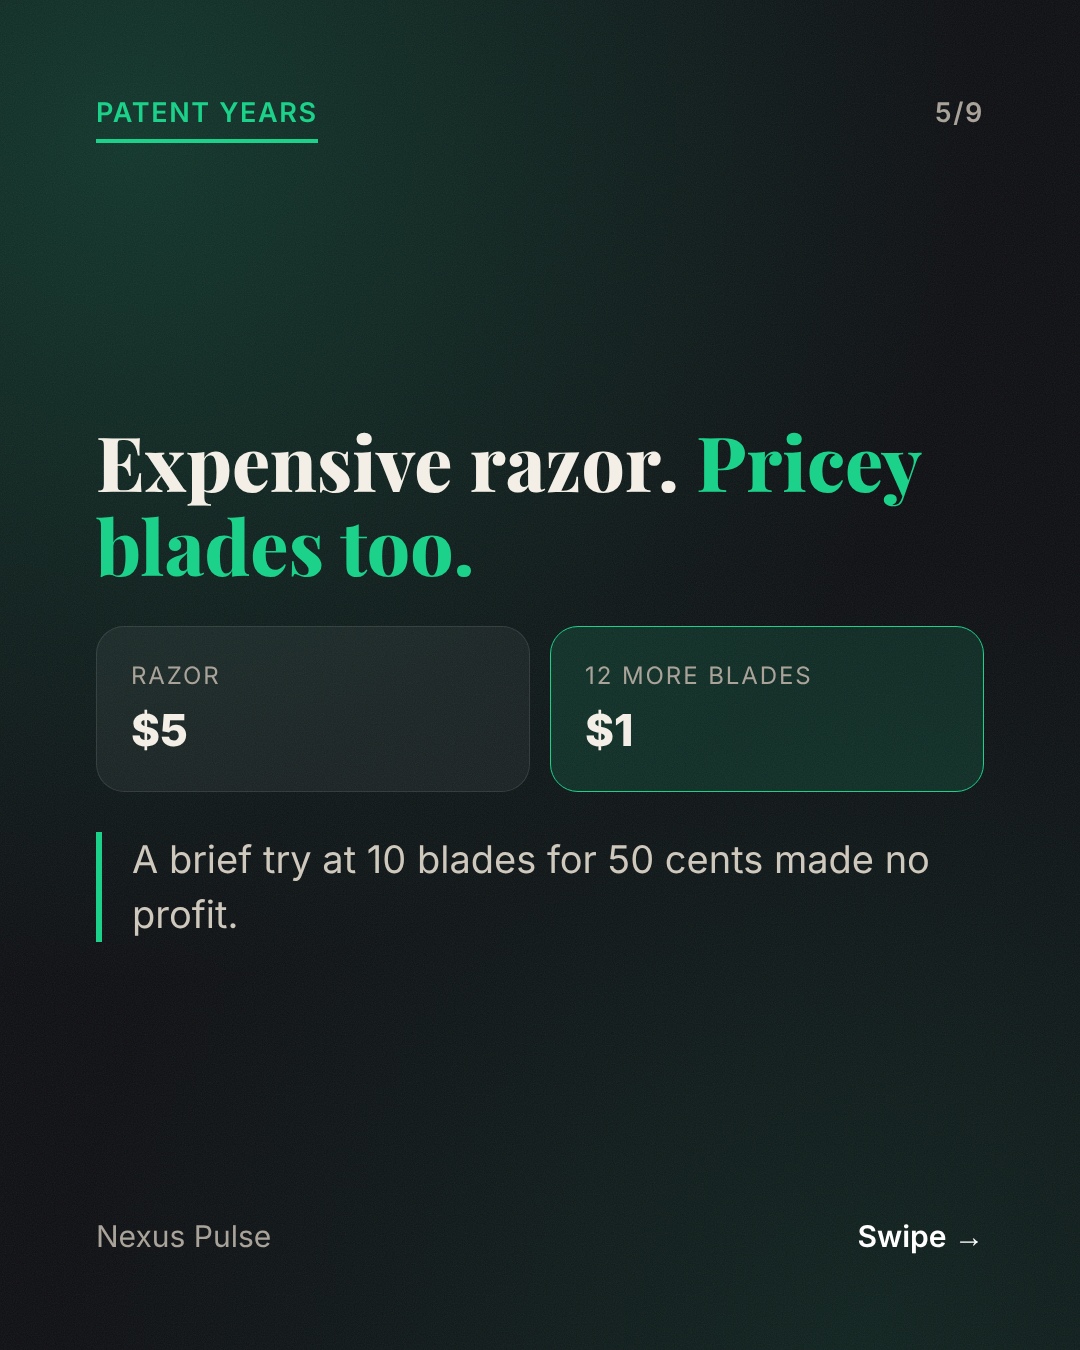 PATENT YEARS
5/9
Expensive razor. Pricey
blades too.
RAZOR
$5
12 MORE BLADES
$1
A brief try at 10 blades for 50 cents made no
profit.
Nexus Pulse
Swipe →